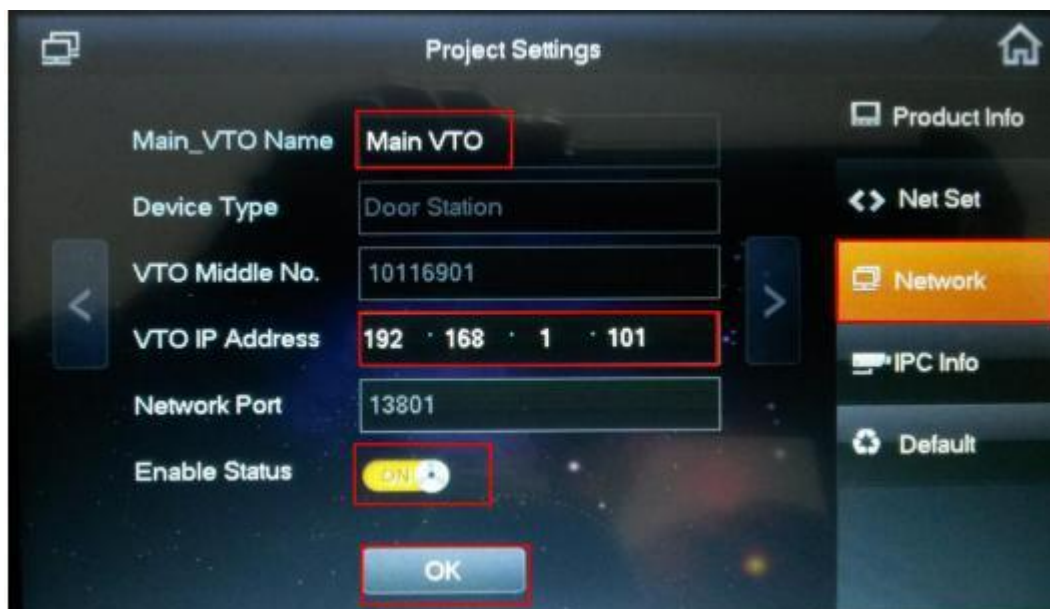 Project Settings
Main_VTO Name
Main VTO
Device Type
Door Station
VTO Middle No.
10116901
VTO IP Address
192 · 168 · 1 · 101
Network Port
13801
Enable Status
ON
OK
Product Info
Net Set
Network
IPC Info
Default